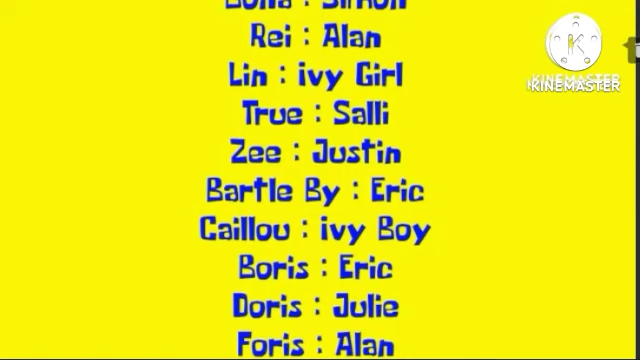 Rei : Alan
Lin : ivy Girl
True : Salli
Zee : Justin
Bartle By : Eric
Caillou : ivy Boy
Boris : Eric
Doris : Julie
Foris : Alan
KINEMASTER
KINEMASTER